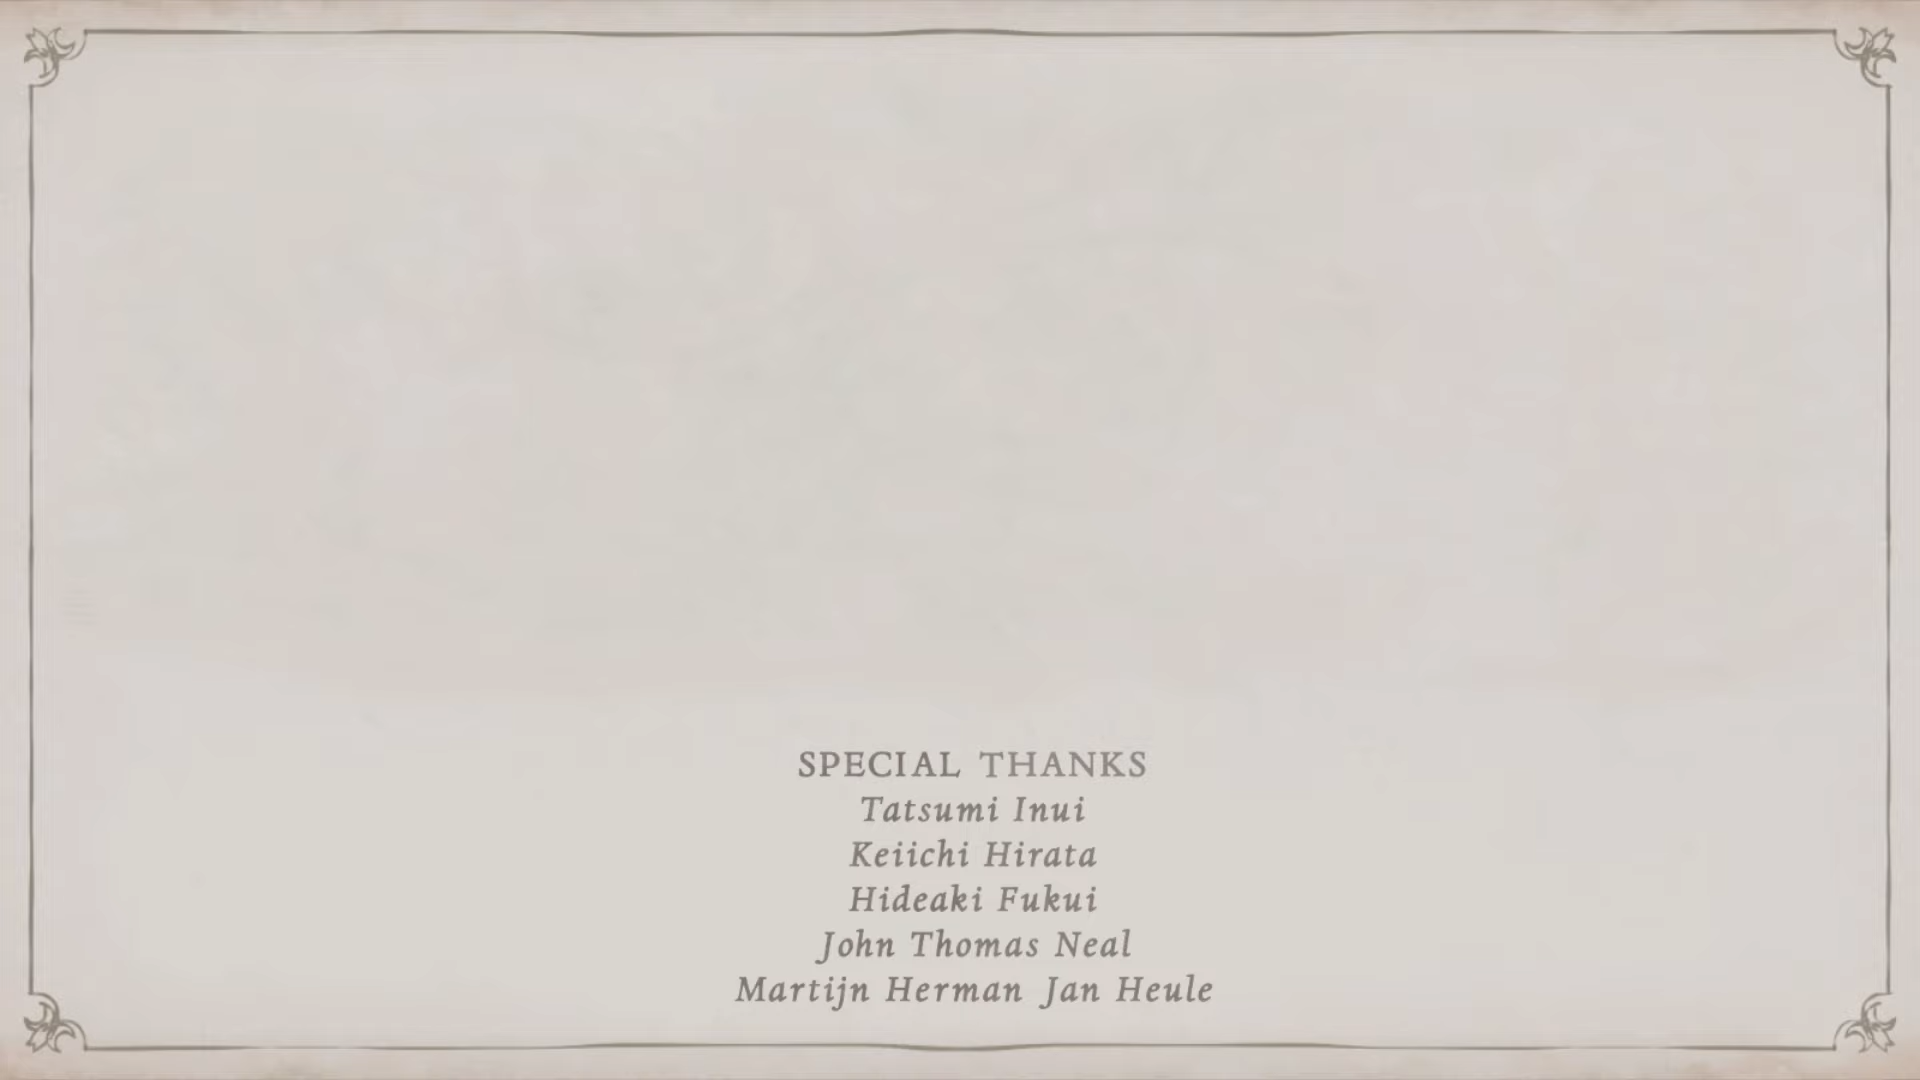 SPECIAL THANKS
Tatsumi Inui
Keiichi Hirata
Hideaki Fukui
John Thomas Neal
Martijn Herman Jan Heule